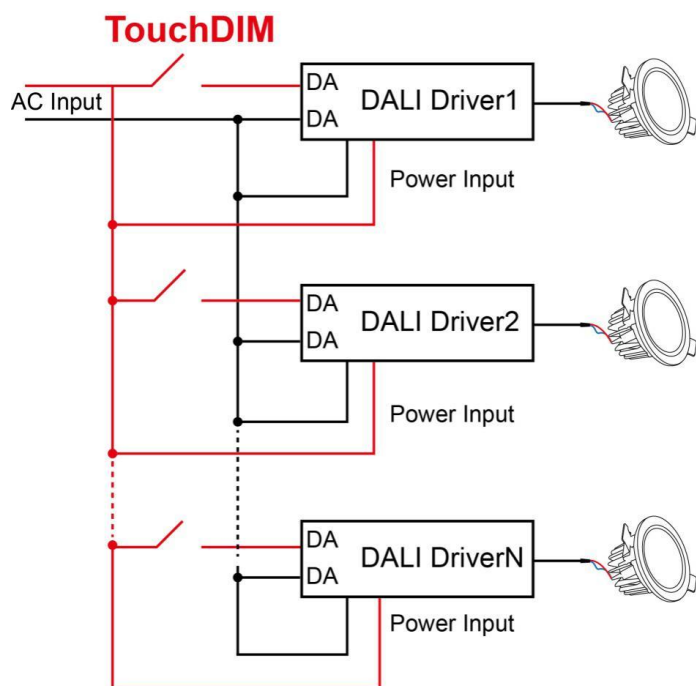 TouchDIM
AC Input
DA
DA
DALI Driver1
Power Input
DA
DA
DALI Driver2
Power Input
DA
DA
DALI DriverN
Power Input